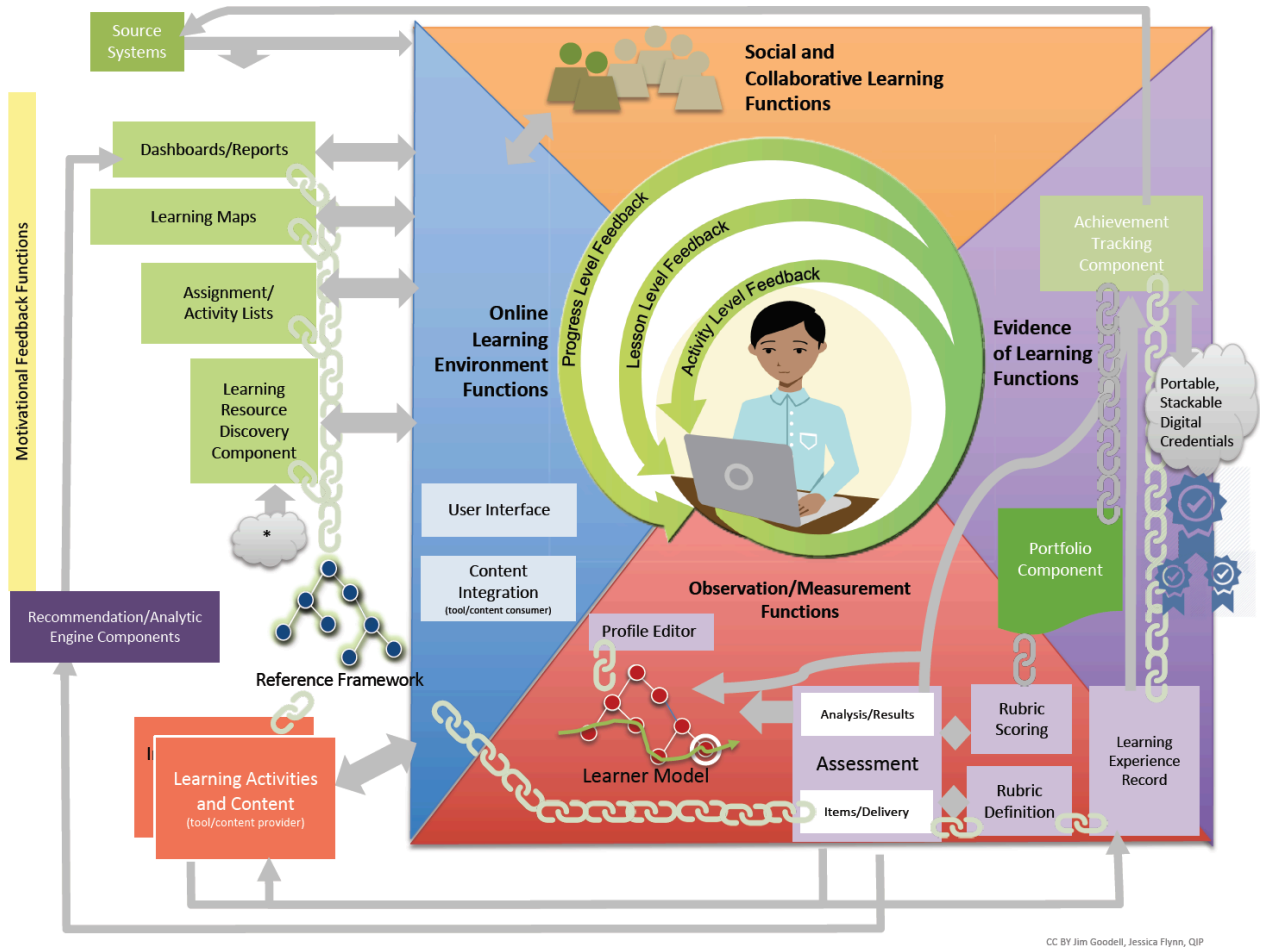 Source
Systems
Social and
Collaborative Learning
Functions
Motivational Feedback Functions
Dashboards/Reports
Learning Maps
Assignment/
Activity Lists
Learning
Resource
Discovery
Component
*
Online
Learning
Environment
Functions
Progress Level Feedback
Lesson Level Feedback
Activity Level Feedback
Evidence
of Learning
Functions
Achievement
Tracking
Component
Portable,
Stackable
Digital
Credentials
User Interface
Content
Integration
(tool/content consumer)
Observation/Measurement
Functions
Portfolio
Component
Recommendation/Analytic
Engine Components
Reference Framework
Profile Editor
Learner Model
Analysis/Results
Assessment
Items/Delivery
Rubric
Scoring
Rubric
Definition
Learning
Experience
Record
Learning Activities
and Content
(tool/content provider)
CC BY Jim Goodell, Jessica Flynn, QIP